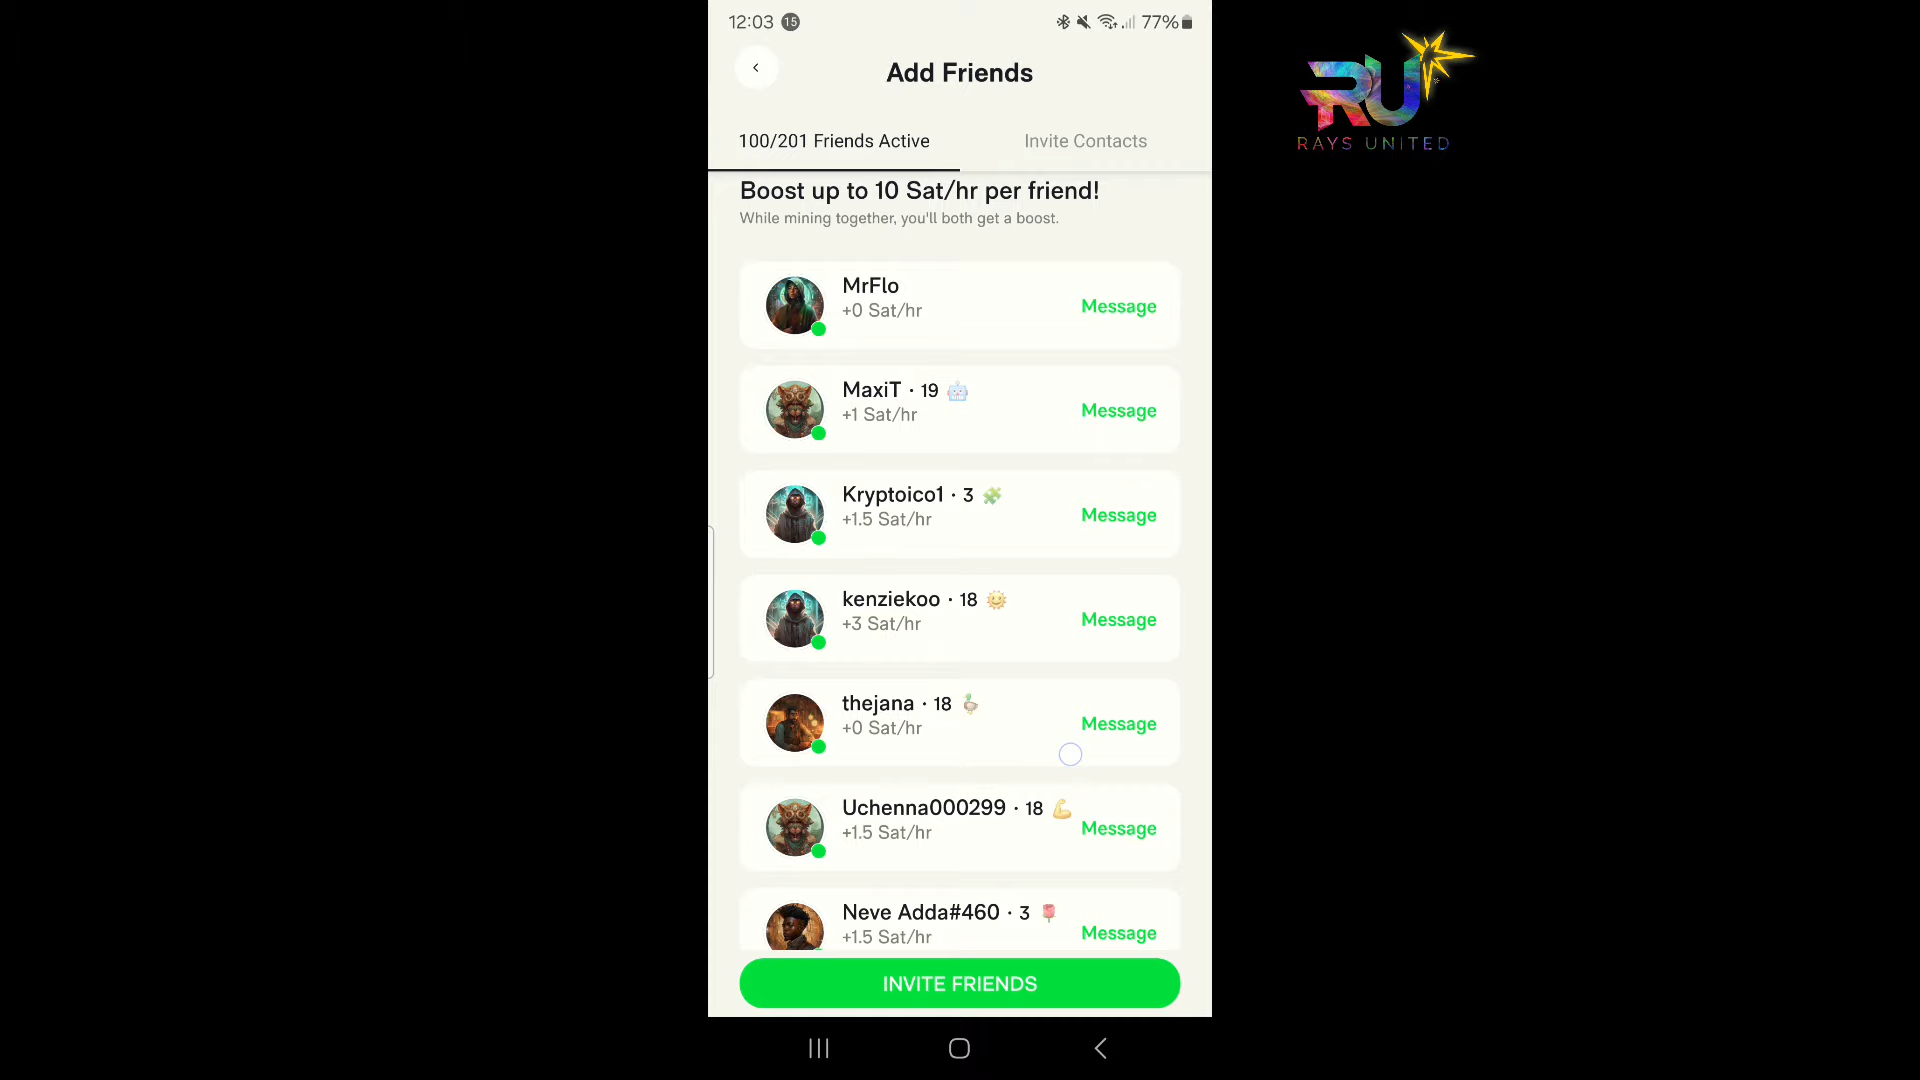 12:03 15
77%
Add Friends
100/201 Friends Active
Invite Contacts
Boost up to 10 Sat/hr per friend!
While mining together, you'll both get a boost.
MrFlo
+0 Sat/hr
Message
MaxiT · 19
+1 Sat/hr
Message
Kryptoico1 · 3
+1.5 Sat/hr
Message
kenziekoo · 18
+3 Sat/hr
Message
thejana · 18
+0 Sat/hr
Message
Uchenna000299 · 18
+1.5 Sat/hr
Message
Neve Adda#460 · 3
+1.5 Sat/hr
Message
INVITE FRIENDS
RU
RAYS UNITED